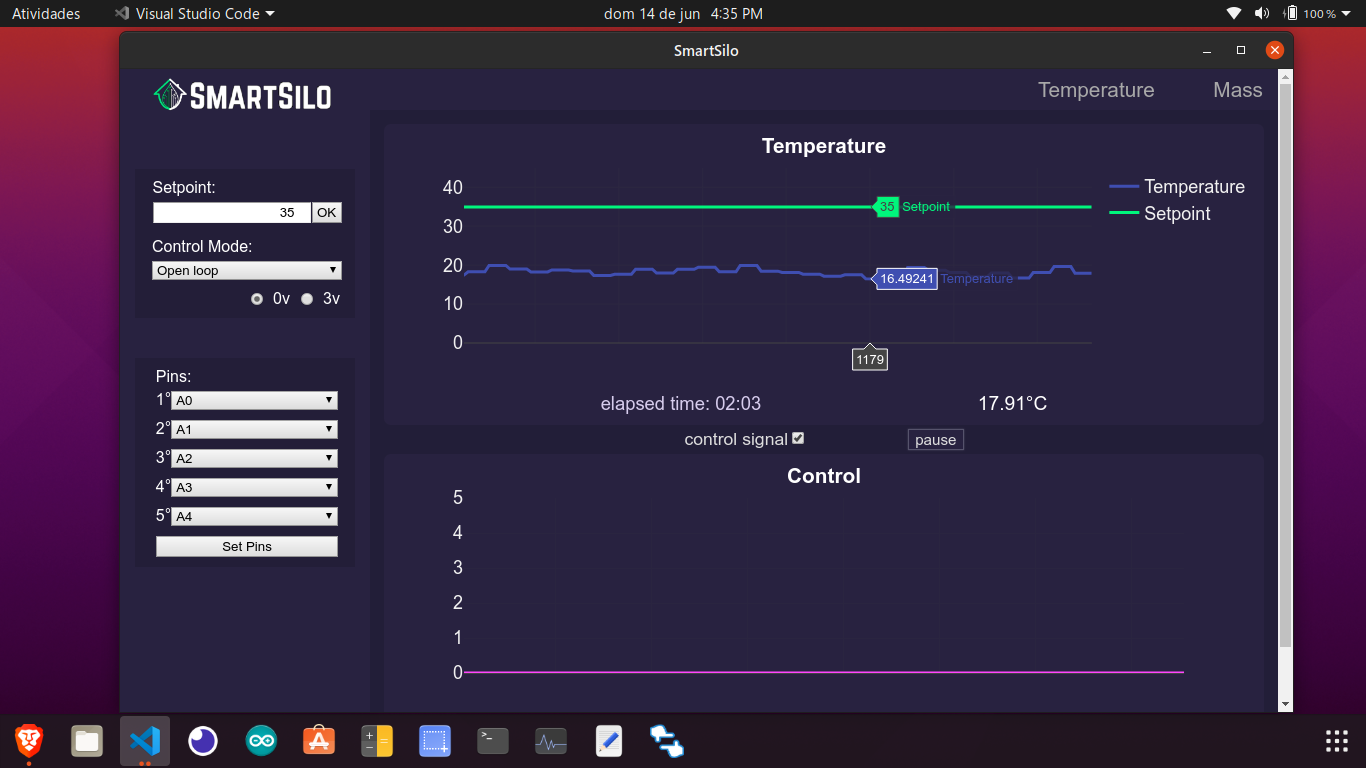 Atividades Visual Studio Code dom 14 de jun 4:35 PM 100 %
SmartSilo
SMARTSILO
Temperature Mass
Setpoint:
35 OK
Control Mode:
Open loop
0v 3v
Pins:
1° A0
2° A1
3° A2
4° A3
5° A4
Set Pins
Temperature
40
30
20
10
0
35 Setpoint
16.49241 Temperature
1179
Temperature
Setpoint
elapsed time: 02:03 17.91°C
control signal pause
Control
5
4
3
2
1
0